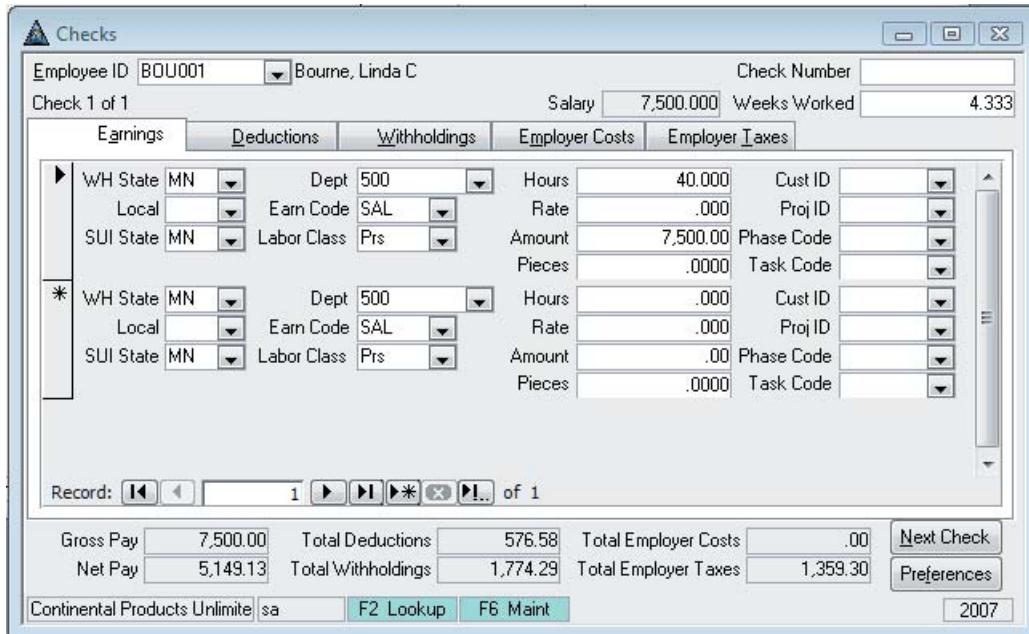 Checks
Employee ID BOU001 Bourne, Linda C Check Number
Check 1 of 1 Salary 7,500.000 Weeks Worked 4.333
Earnings Deductions Withholdings Employer Costs Employer Taxes
WH State MN Dept 500 Hours 40.000 Cust ID
Local Earn Code SAL Rate .000 Proj ID
SUI State MN Labor Class Prs Amount 7,500.00 Phase Code
Pieces .0000 Task Code
WH State MN Dept 500 Hours .000 Cust ID
Local Earn Code SAL Rate .000 Proj ID
SUI State MN Labor Class Prs Amount .00 Phase Code
Pieces .0000 Task Code
Record: 1 of 1
Gross Pay 7,500.00 Total Deductions 576.58 Total Employer Costs .00 Next Check
Net Pay 5,149.13 Total Withholdings 1,774.29 Total Employer Taxes 1,359.30 Preferences
Continental Products Unlimite sa F2 Lookup F6 Maint 2007